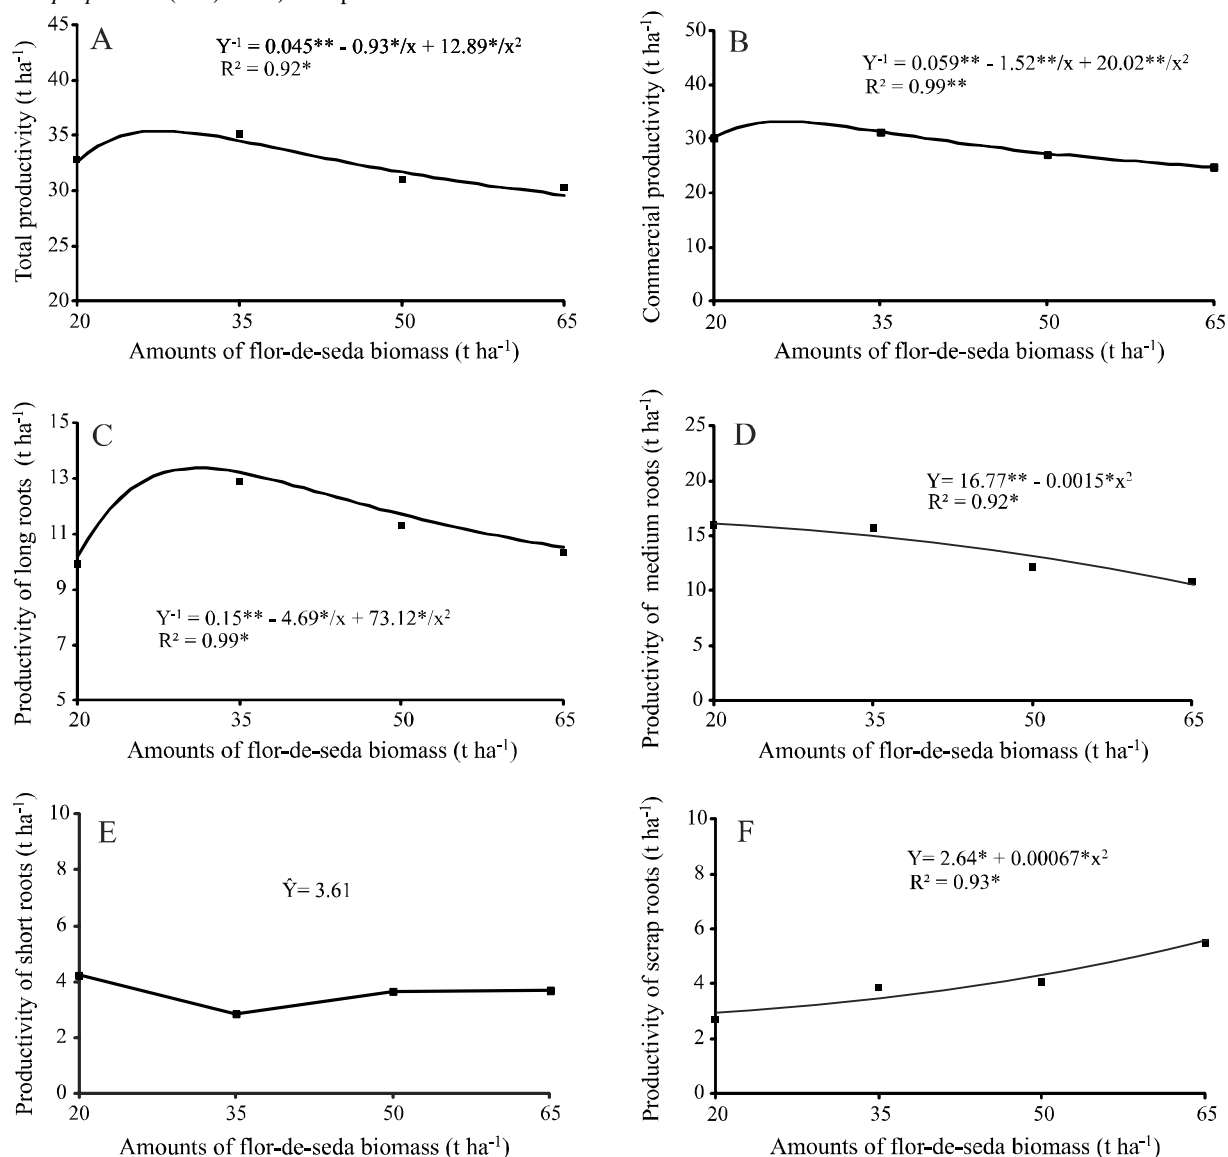 A
Y⁻¹ = 0.045** - 0.93*/x + 12.89*/x²
R² = 0.92*
Total productivity (t ha⁻¹)
45
40
35
30
25
20
20 35 50 65
Amounts of flor-de-seda biomass (t ha⁻¹)
B
Y⁻¹ = 0.059** - 1.52**/x + 20.02**/x²
R² = 0.99**
Commercial productivity (t ha⁻¹)
50
40
30
20
10
0
20 35 50 65
Amounts of flor-de-seda biomass (t ha⁻¹)
C
Y⁻¹ = 0.15** - 4.69*/x + 73.12*/x²
R² = 0.99*
Productivity of long roots (t ha⁻¹)
15
13
11
9
7
5
20 35 50 65
Amounts of flor-de-seda biomass (t ha⁻¹)
D
Y= 16.77** - 0.0015*x²
R² = 0.92*
Productivity of medium roots (t ha⁻¹)
25
20
15
10
5
0
20 35 50 65
Amounts of flor-de-seda biomass (t ha⁻¹)
E
Ŷ= 3.61
Productivity of short roots (t ha⁻¹)
10
8
6
4
2
0
20 35 50 65
Amounts of flor-de-seda biomass (t ha⁻¹)
F
Y= 2.64* + 0.00067*x²
R² = 0.93*
Productivity of scrap roots (t ha⁻¹)
10
8
6
4
2
0
20 35 50 65
Amounts of flor-de-seda biomass (t ha⁻¹)